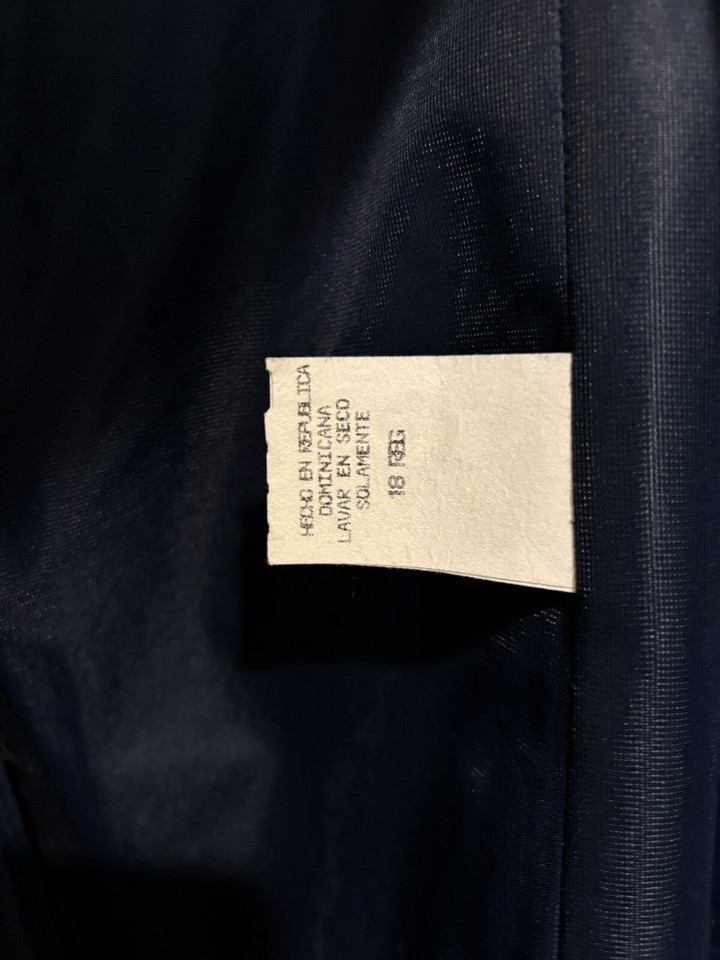 HECHO EN REPUBLICA
DOMINICANA
LAVAR EN SECO
SOLAMENTE
18 REG